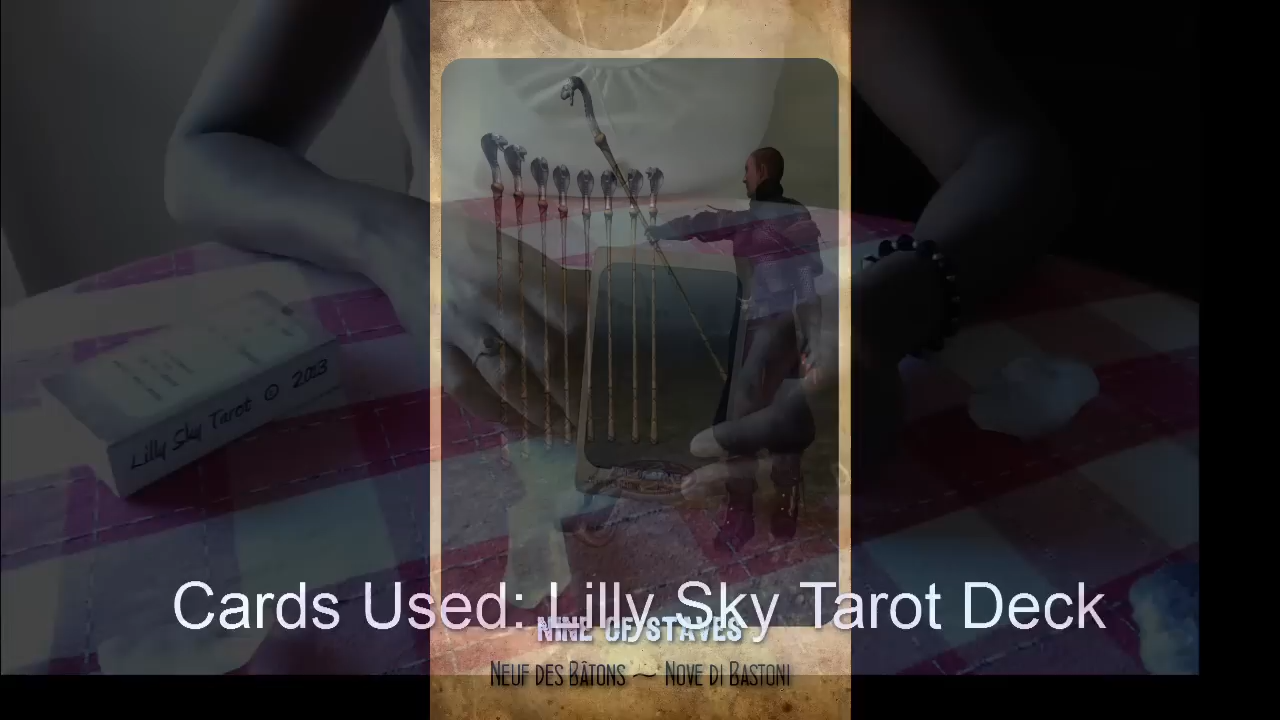 Lilly Sky Tarot © 2013
Cards Used: Lilly Sky Tarot Deck
NINE OF STAVES
NEUF DES BÂTONS ~ NOVE DI BASTONI